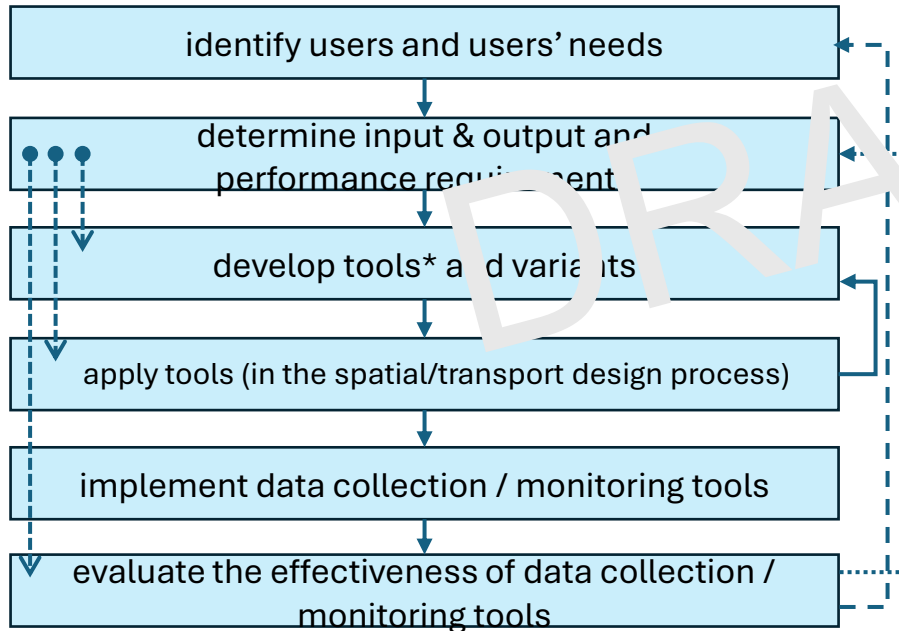 identify users and users’ needs
determine input & output and
performance requirement
develop tools* and variants
apply tools (in the spatial/transport design process)
implement data collection / monitoring tools
evaluate the effectiveness of data collection /
monitoring tools
DRA